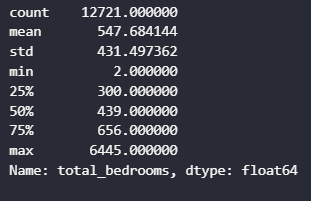 count    12721.000000
mean       547.684144
std        431.497362
min          2.000000
25%        300.000000
50%        439.000000
75%        656.000000
max       6445.000000
Name: total_bedrooms, dtype: float64